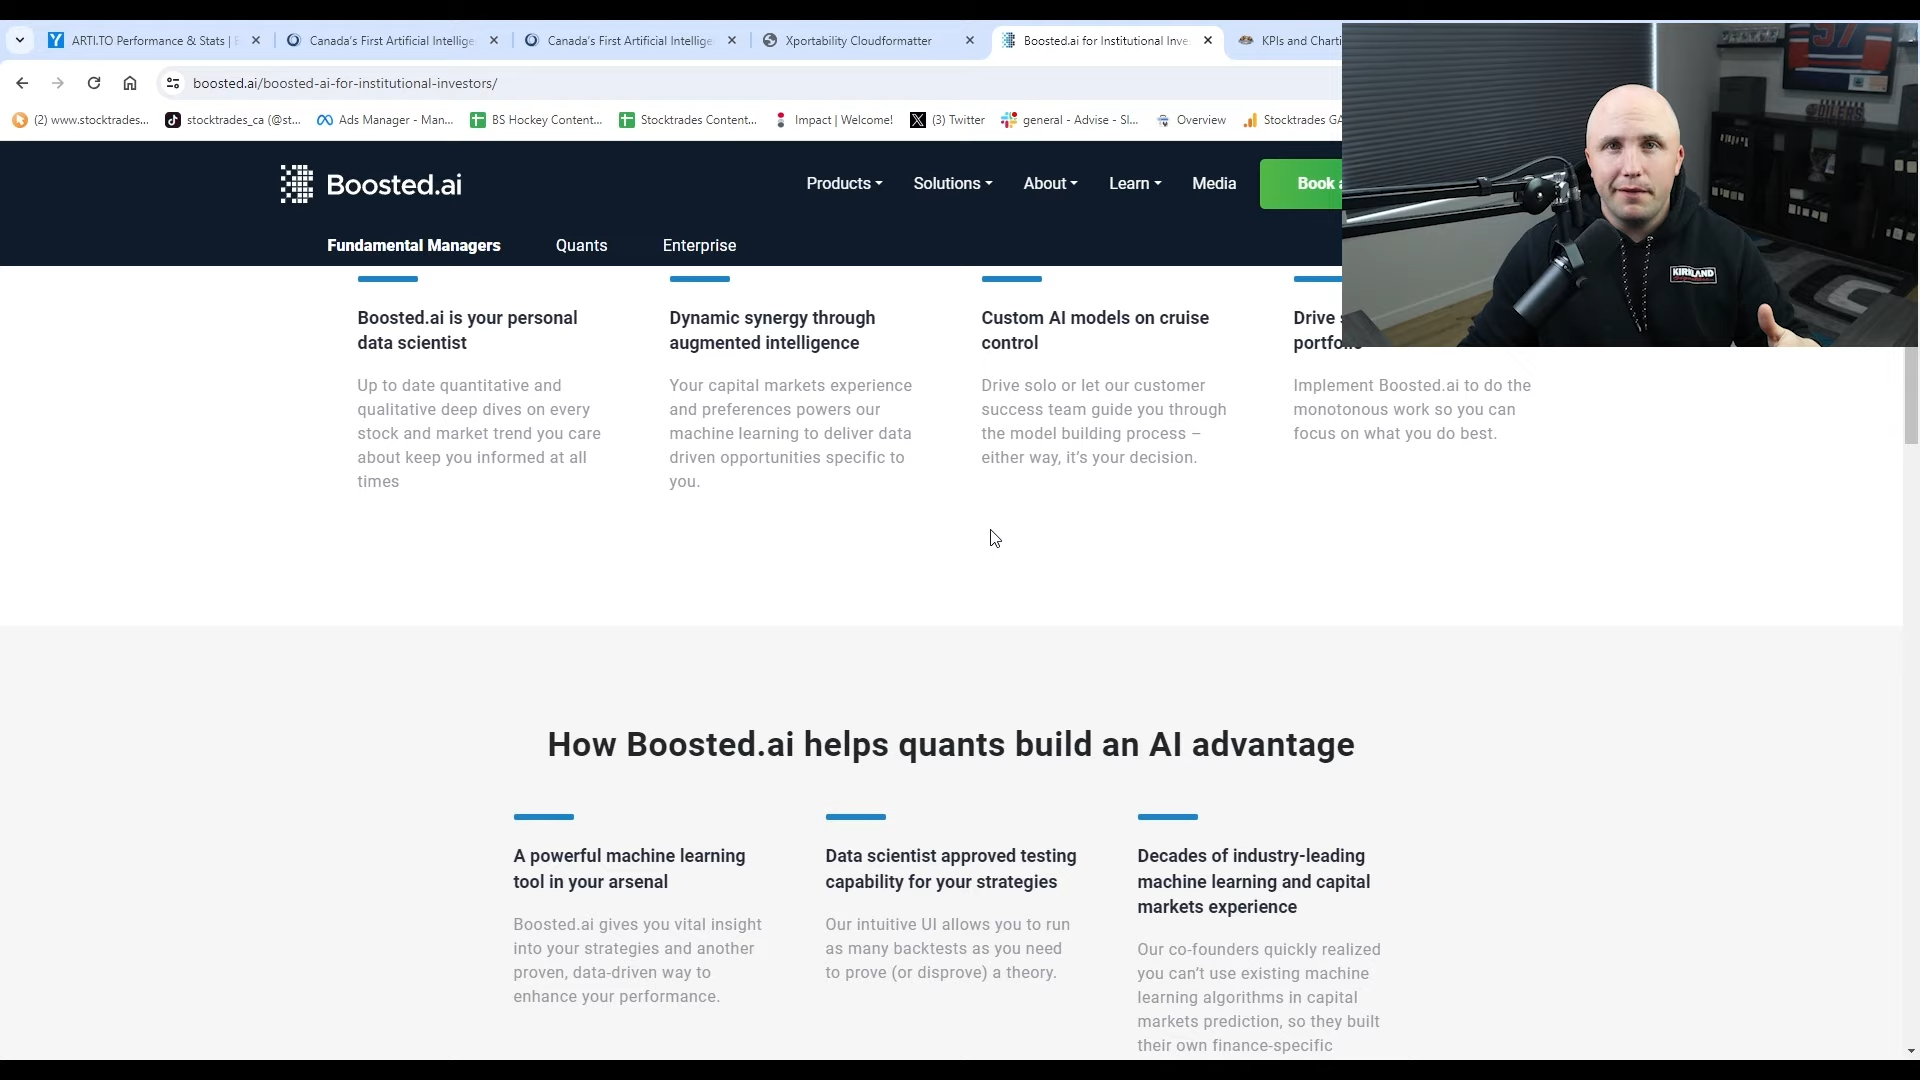 ARTI.TO Performance & Stats |
Canada's First Artificial Intellige
Canada's First Artificial Intellige
Xportability Cloudformatter
Boosted.ai for Institutional Inve
KPIs and Charti
boosted.ai/boosted-ai-for-institutional-investors/
(2) www.stocktrades...
stocktrades_ca (@st...
Ads Manager - Man...
BS Hockey Content...
Stocktrades Content...
Impact | Welcome!
(3) Twitter
general - Advise - Sl...
Overview
Stocktrades GA
Boosted.ai
Products
Solutions
About
Learn
Media
Book a
Fundamental Managers
Quants
Enterprise
Boosted.ai is your personal
data scientist
Up to date quantitative and
qualitative deep dives on every
stock and market trend you care
about keep you informed at all
times
Dynamic synergy through
augmented intelligence
Your capital markets experience
and preferences powers our
machine learning to deliver data
driven opportunities specific to
you.
Custom AI models on cruise
control
Drive solo or let our customer
success team guide you through
the model building process –
either way, it's your decision.
Drive
portfolio
Implement Boosted.ai to do the
monotonous work so you can
focus on what you do best.
97
OILERS
KIRKLAND
How Boosted.ai helps quants build an AI advantage
A powerful machine learning
tool in your arsenal
Boosted.ai gives you vital insight
into your strategies and another
proven, data-driven way to
enhance your performance.
Data scientist approved testing
capability for your strategies
Our intuitive UI allows you to run
as many backtests as you need
to prove (or disprove) a theory.
Decades of industry-leading
machine learning and capital
markets experience
Our co-founders quickly realized
you can't use existing machine
learning algorithms in capital
markets prediction, so they built
their own finance-specific